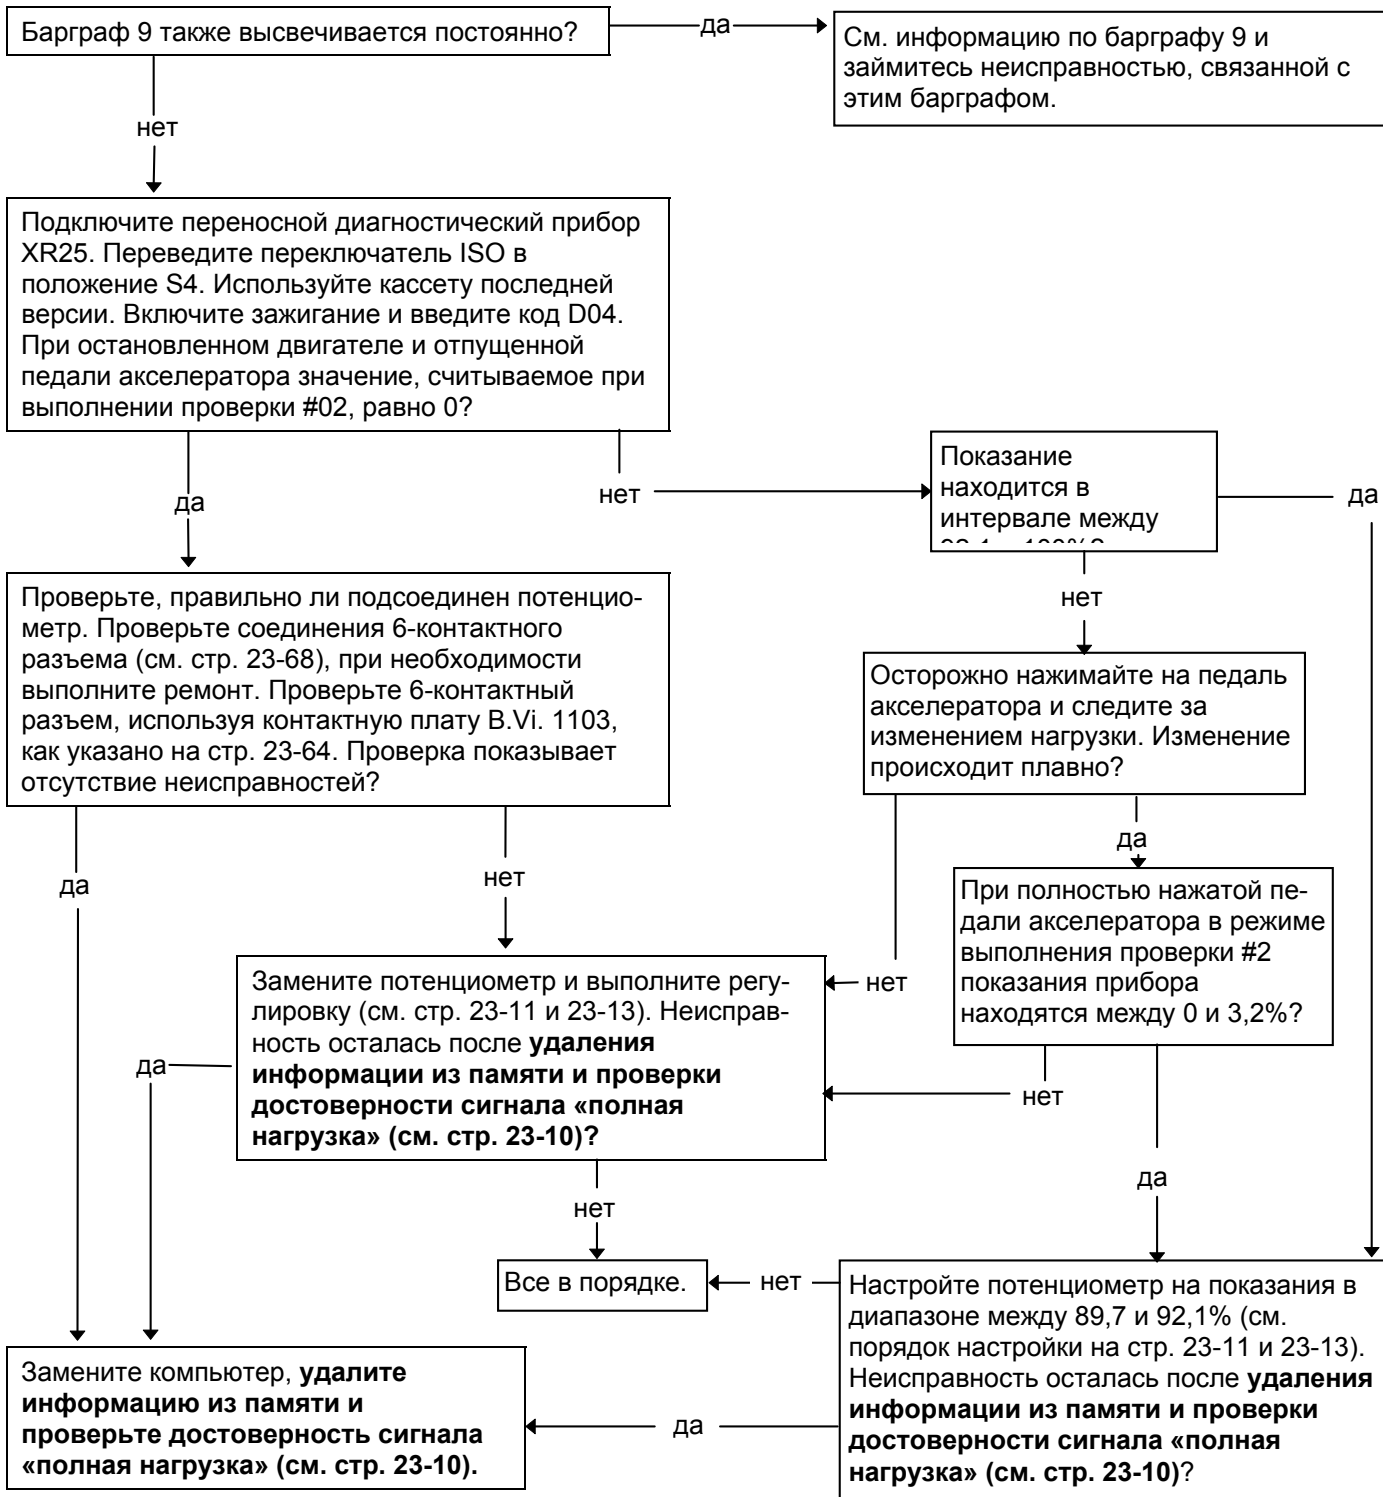 Барграф 9 также высвечивается постоянно?
да
См. информацию по барграфу 9 и
займитесь неисправностью, связанной с
этим барграфом.
нет
Подключите переносной диагностический прибор
XR25. Переведите переключатель ISO в
положение S4. Используйте кассету последней
версии. Включите зажигание и введите код D04.
При остановленном двигателе и отпущенной
педали акселератора значение, считываемое при
выполнении проверки #02, равно 0?
да
нет
Показание
находится в
интервале между
да
нет
Проверьте, правильно ли подсоединен потенцио-
метр. Проверьте соединения 6-контактного
разъема (см. стр. 23-68), при необходимости
выполните ремонт. Проверьте 6-контактный
разъем, используя контактную плату B.Vi. 1103,
как указано на стр. 23-64. Проверка показывает
отсутствие неисправностей?
Осторожно нажимайте на педаль
акселератора и следите за
изменением нагрузки. Изменение
происходит плавно?
да
да
нет
При полностью нажатой пе-
дали акселератора в режиме
выполнения проверки #2
показания прибора
находятся между 0 и 3,2%?
нет
Замените потенциометр и выполните регу-
лировку (см. стр. 23-11 и 23-13). Неисправ-
ность осталась после удаления
информации из памяти и проверки
достоверности сигнала «полная
нагрузка» (см. стр. 23-10)?
да
нет
да
нет
Все в порядке.
нет
Настройте потенциометр на показания в
диапазоне между 89,7 и 92,1% (см.
порядок настройки на стр. 23-11 и 23-13).
Неисправность осталась после удаления
информации из памяти и проверки
достоверности сигнала «полная
нагрузка» (см. стр. 23-10)?
да
Замените компьютер, удалите
информацию из памяти и
проверьте достоверность сигнала
«полная нагрузка» (см. стр. 23-10).